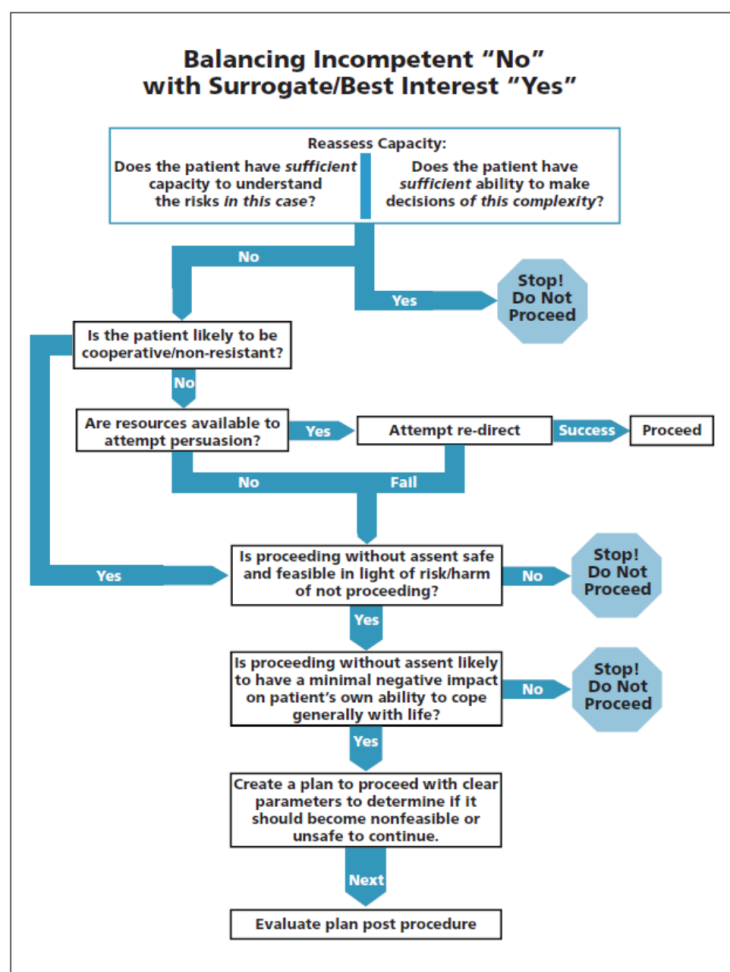 Balancing Incompetent “No”
with Surrogate/Best Interest “Yes”
Reassess Capacity:
Does the patient have sufficient
capacity to understand
the risks in this case?
Does the patient have
sufficient ability to make
decisions of this complexity?
No
Yes
Stop!
Do Not
Proceed
Is the patient likely to be
cooperative/non-resistant?
No
Are resources available to
attempt persuasion?
Yes
Attempt re-direct
Success
Proceed
No
Fail
Yes
Is proceeding without assent safe
and feasible in light of risk/harm
of not proceeding?
No
Stop!
Do Not
Proceed
Yes
Is proceeding without assent likely
to have a minimal negative impact
on patient’s own ability to cope
generally with life?
No
Stop!
Do Not
Proceed
Yes
Create a plan to proceed with clear
parameters to determine if it
should become nonfeasible or
unsafe to continue.
Next
Evaluate plan post procedure